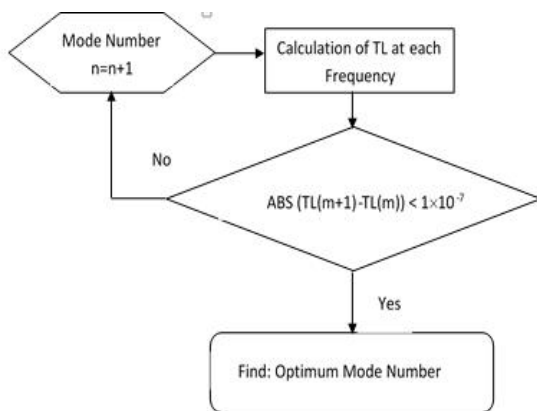 Mode Number
n=n+1
Calculation of TL at each
Frequency
No
ABS (TL(m+1)-TL(m)) < 1×10⁻⁷
Yes
Find: Optimum Mode Number